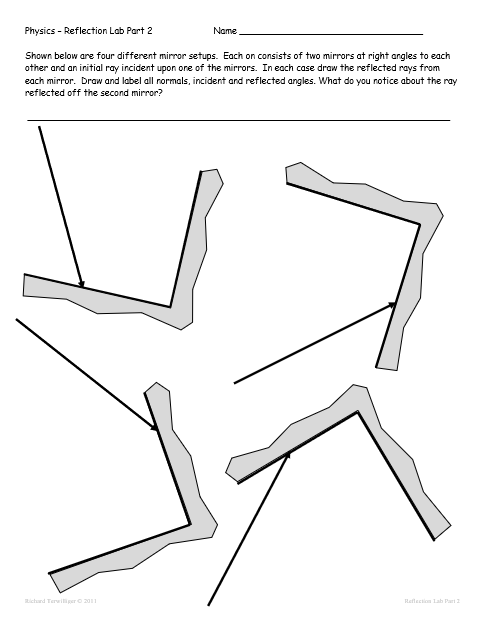 Physics – Reflection Lab Part 2 Name
Shown below are four different mirror setups. Each on consists of two mirrors at right angles to each
other and an initial ray incident upon one of the mirrors. In each case draw the reflected rays from
each mirror. Draw and label all normals, incident and reflected angles. What do you notice about the ray
reflected off the second mirror?
Richard Terwilliger © 2011 Reflection Lab Part 2